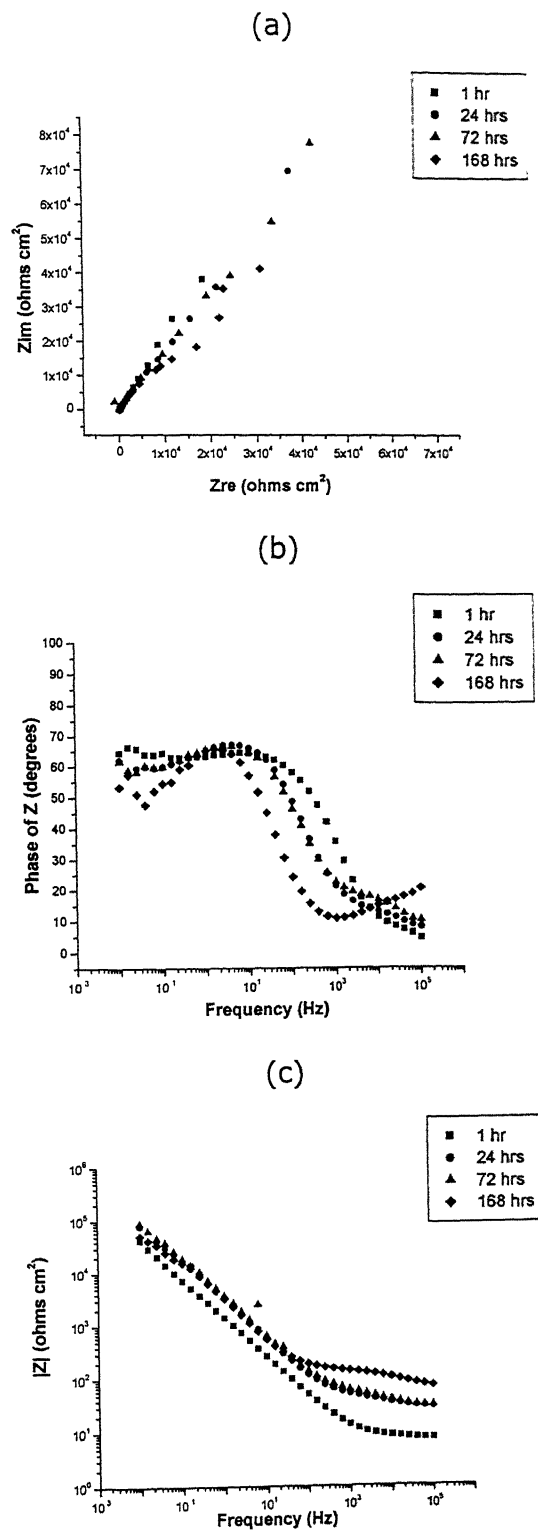 (a)
1 hr
24 hrs
72 hrs
168 hrs
8x10⁴
7x10⁴
6x10⁴
5x10⁴
4x10⁴
3x10⁴
2x10⁴
1x10⁴
0
Zim (ohms cm²)
0 1x10⁴ 2x10⁴ 3x10⁴ 4x10⁴ 5x10⁴ 6x10⁴ 7x10⁴
Zre (ohms cm²)
(b)
1 hr
24 hrs
72 hrs
168 hrs
100
90
80
70
60
50
40
30
20
10
0
Phase of Z (degrees)
10³ 10¹ 10¹ 10³ 10⁵
Frequency (Hz)
(c)
1 hr
24 hrs
72 hrs
168 hrs
10⁶
10⁵
10⁴
10³
10²
10¹
10⁰
|Z| (ohms cm²)
10³ 10¹ 10¹ 10³ 10⁵
Frequency (Hz)